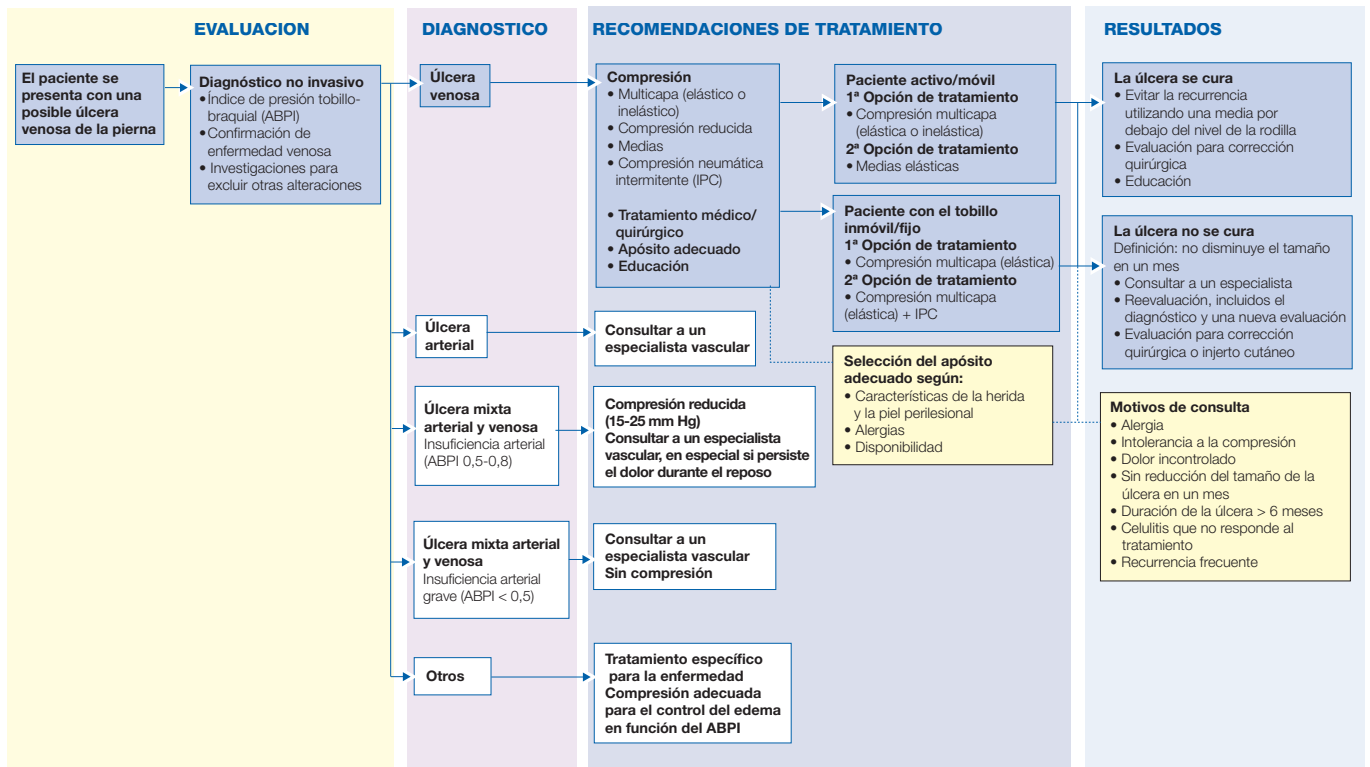 EVALUACION
DIAGNOSTICO
RECOMENDACIONES DE TRATAMIENTO
RESULTADOS
El paciente se
presenta con una
posible úlcera
venosa de la pierna
Diagnóstico no invasivo
•Índice de presión tobillo-
braquial (ABPI)
•Confirmación de
enfermedad venosa
• Investigaciones para
excluir otras alteraciones
Úlcera
venosa
Compresión
• Multicapa (elástico o
inelástico)
• Compresión reducida
• Medias
• Compresión neumática
intermitente (IPC)
• Tratamiento médico/
quirúrgico
• Apósito adecuado
• Educación
Paciente activo/móvil
1ª Opción de tratamiento
• Compresión multicapa
(elástica o inelástica)
2ª Opción de tratamiento
• Medias elásticas
Paciente con el tobillo
inmóvil/fijo
1ª Opción de tratamiento
• Compresión multicapa (elástica)
2ª Opción de tratamiento
• Compresión multicapa
(elástica) + IPC
La úlcera se cura
• Evitar la recurrencia
utilizando una media por
debajo del nivel de la rodilla
• Evaluación para corrección
quirúrgica
• Educación
La úlcera no se cura
Definición: no disminuye el tamaño
en un mes
• Consultar a un especialista
• Reevaluación, incluidos el
diagnóstico y una nueva evaluación
• Evaluación para corrección
quirúrgica o injerto cutáneo
Úlcera
arterial
Consultar a un
especialista vascular
Selección del apósito
adecuado según:
• Características de la herida
y la piel perilesional
• Alergias
• Disponibilidad
Motivos de consulta
• Alergia
• Intolerancia a la compresión
• Dolor incontrolado
• Sin reducción del tamaño de la
úlcera en un mes
• Duración de la úlcera > 6 meses
• Celulitis que no responde al
tratamiento
• Recurrencia frecuente
Úlcera mixta
arterial y venosa
Insuficiencia arterial
(ABPI 0,5-0,8)
Compresión reducida
(15-25 mm Hg)
Consultar a un especialista
vascular, en especial si persiste
el dolor durante el reposo
Úlcera mixta arterial
y venosa
Insuficiencia arterial
grave (ABPI < 0,5)
Consultar a un
especialista vascular
Sin compresión
Otros
Tratamiento específico
para la enfermedad
Compresión adecuada
para el control del edema
en función del ABPI